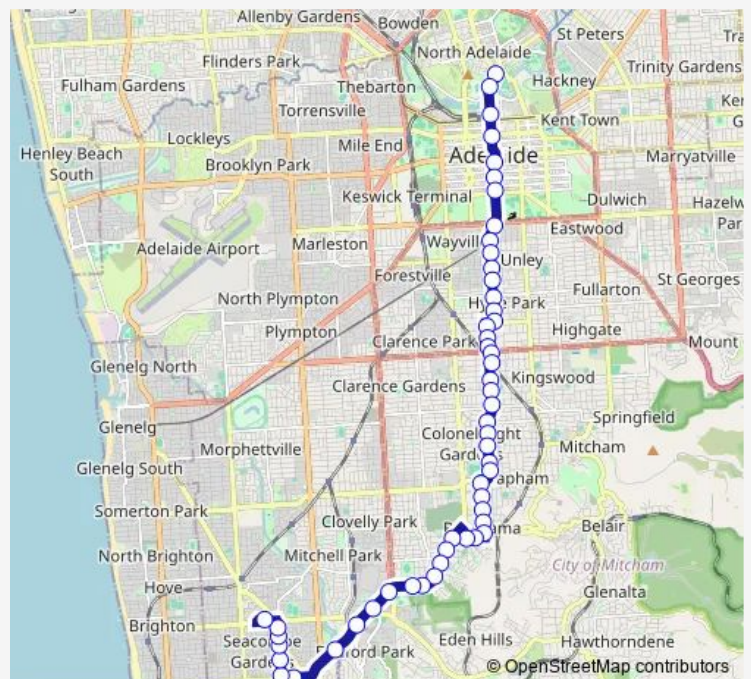 Allenby Gardens
Bowden
St Peters
Flinders Park
North Adelaide
Trinity Gardens
Fulham Gardens
Thebarton
Hackney
Torrensville
Kent Town
Lockleys
Mile End
Henley Beach
South
Brooklyn Park
Adelaide
Marryatville
Keswick Terminal
Dulwich
Adelaide Airport
Marleston
Eastwood
Unley
Forestville
St Georges
North Plympton
Fullarton
Plympton
Highgate
Clarence Park
Mount
Glenelg North
Clarence Gardens
Kingswood
Springfield
Glenelg
Morphettville
Mitcham
Glenelg South
Somerton Park
Clovelly Park
Belair
North Brighton
Mitchell Park
City of Mitcham
Hove
Glenalta
Brighton
Eden Hills
Hawthorndene
© OpenStreetMap contributors